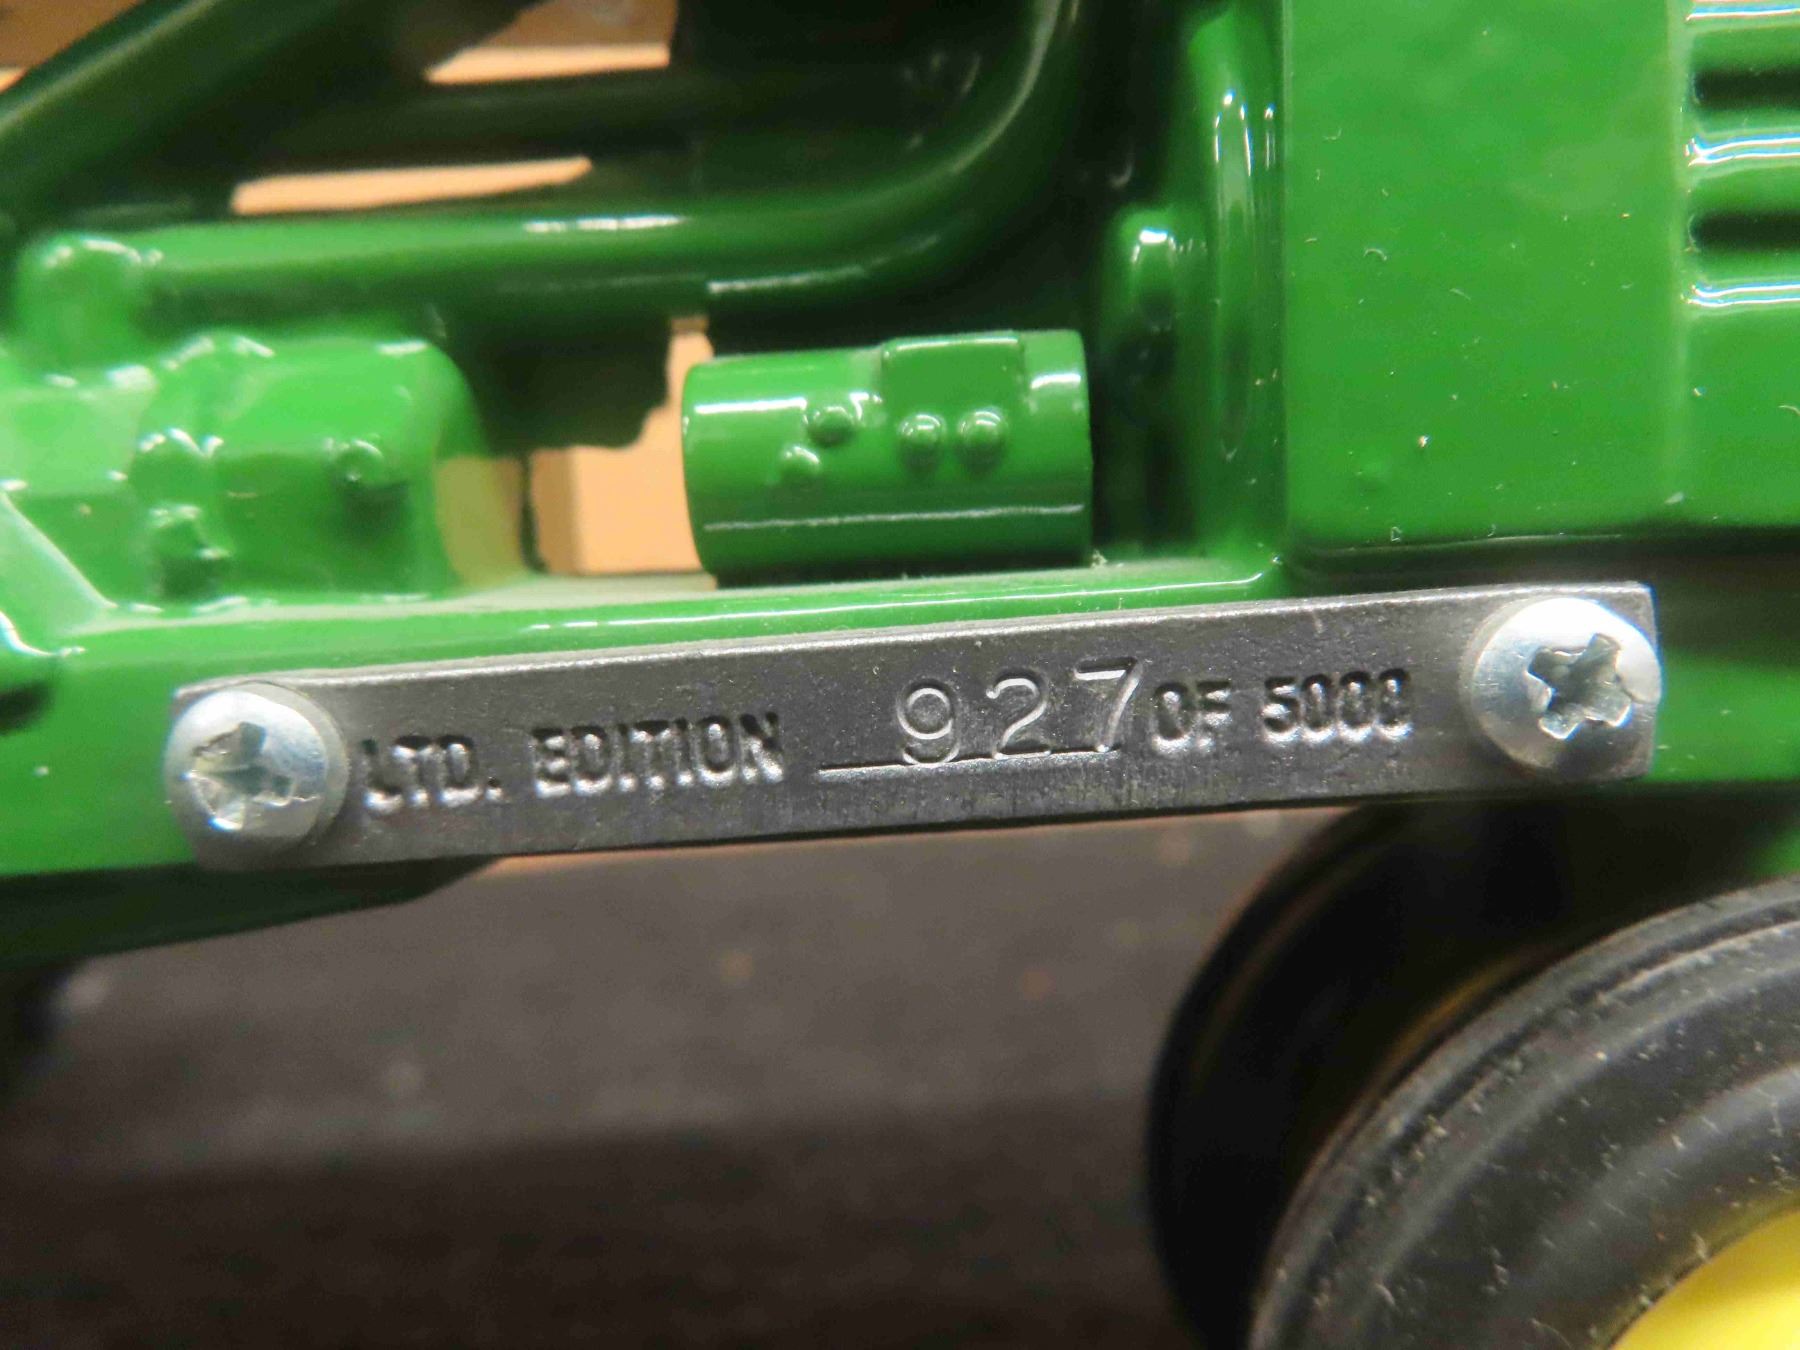 LTD. EDITION 927 OF 5000